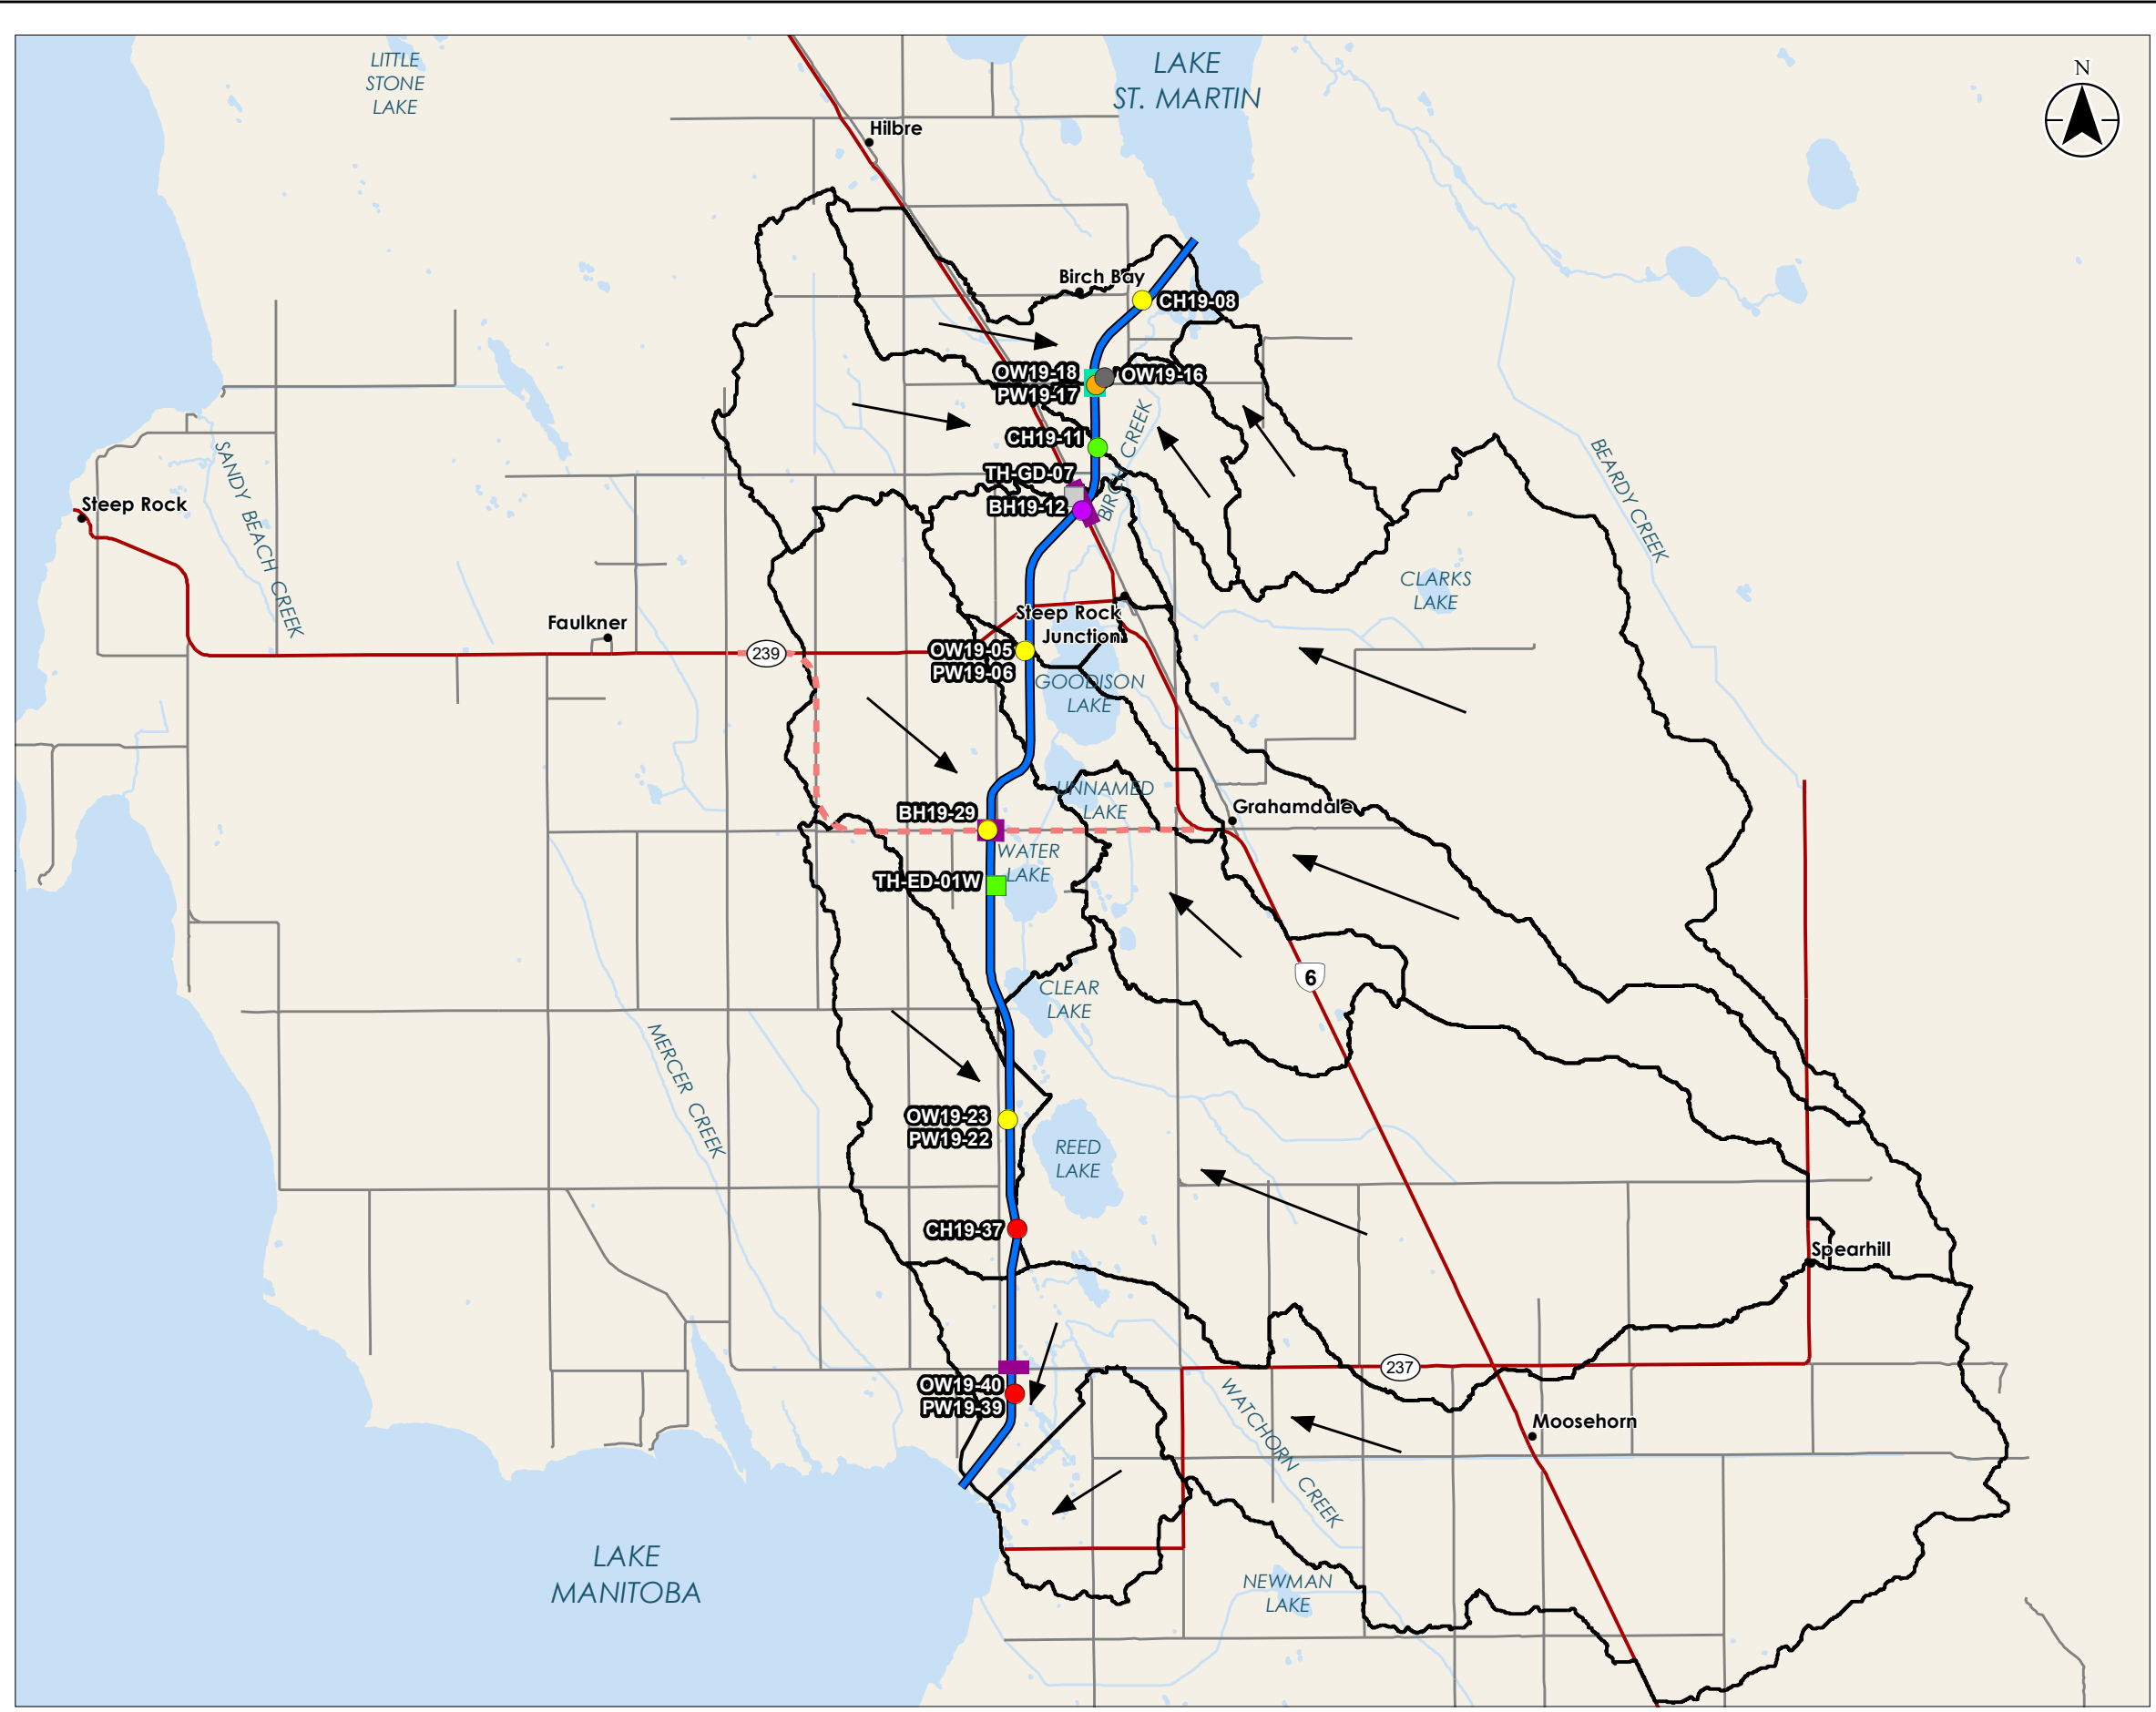 LITTLE
STONE
LAKE
LAKE
ST. MARTIN
N
Hilbre
Birch Bay
CH19-08
OW19-18
PW19-17
OW19-16
CH19-11
BIRCH CREEK
TH-GD-07
BH19-12
Steep Rock
SANDY BEACH CREEK
BEARDY CREEK
CLARKS
LAKE
Faulkner
239
Steep Rock
Junction
OW19-05
PW19-06
GOODISON
LAKE
UNNAMED
LAKE
Grahamdale
BH19-29
WATER
LAKE
TH-ED-01W
6
CLEAR
LAKE
MERCER CREEK
OW19-23
PW19-22
REED
LAKE
CH19-37
Spearhill
237
OW19-40
PW19-39
WATCHORN CREEK
Moosehorn
LAKE
MANITOBA
NEWMAN
LAKE